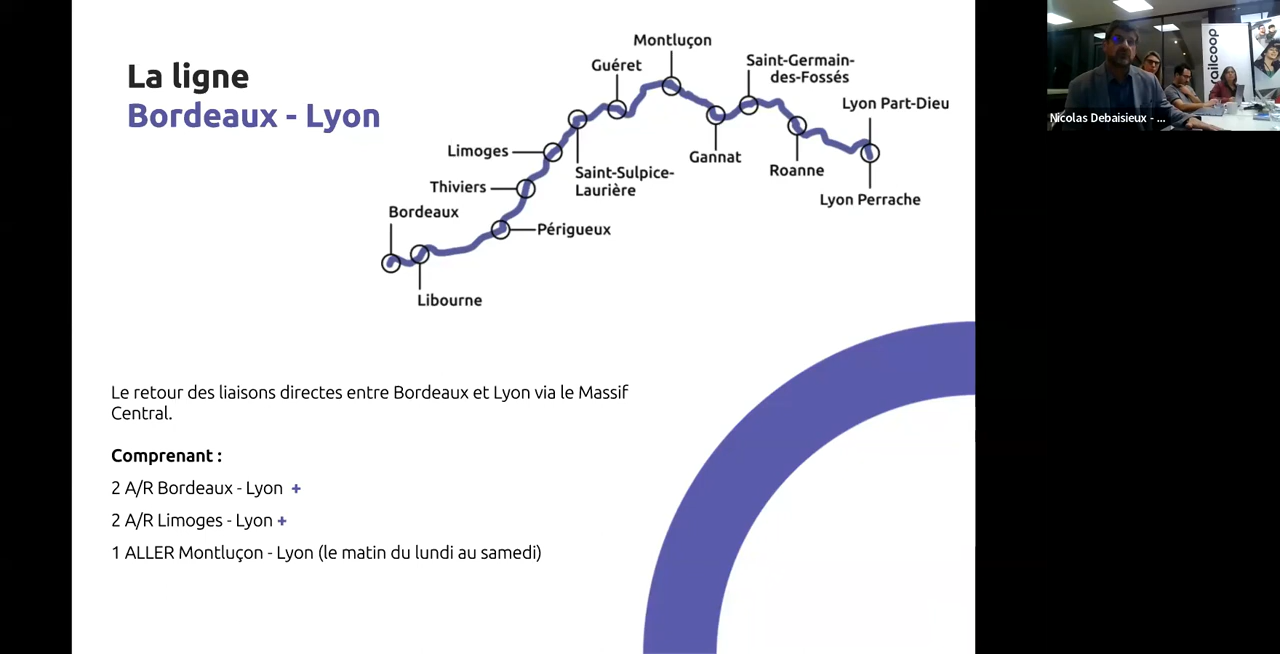 La ligne
Bordeaux - Lyon
Montluçon
Guéret
Saint-Germain-
des-Fossés
Lyon Part-Dieu
Limoges
Gannat
Saint-Sulpice-
Laurière
Roanne
Thiviers
Lyon Perrache
Bordeaux
Périgueux
Libourne
Le retour des liaisons directes entre Bordeaux et Lyon via le Massif
Central.
Comprenant :
2 A/R Bordeaux - Lyon +
2 A/R Limoges - Lyon +
1 ALLER Montluçon - Lyon (le matin du lundi au samedi)
railcoop
Nicolas Debaisieux - ...